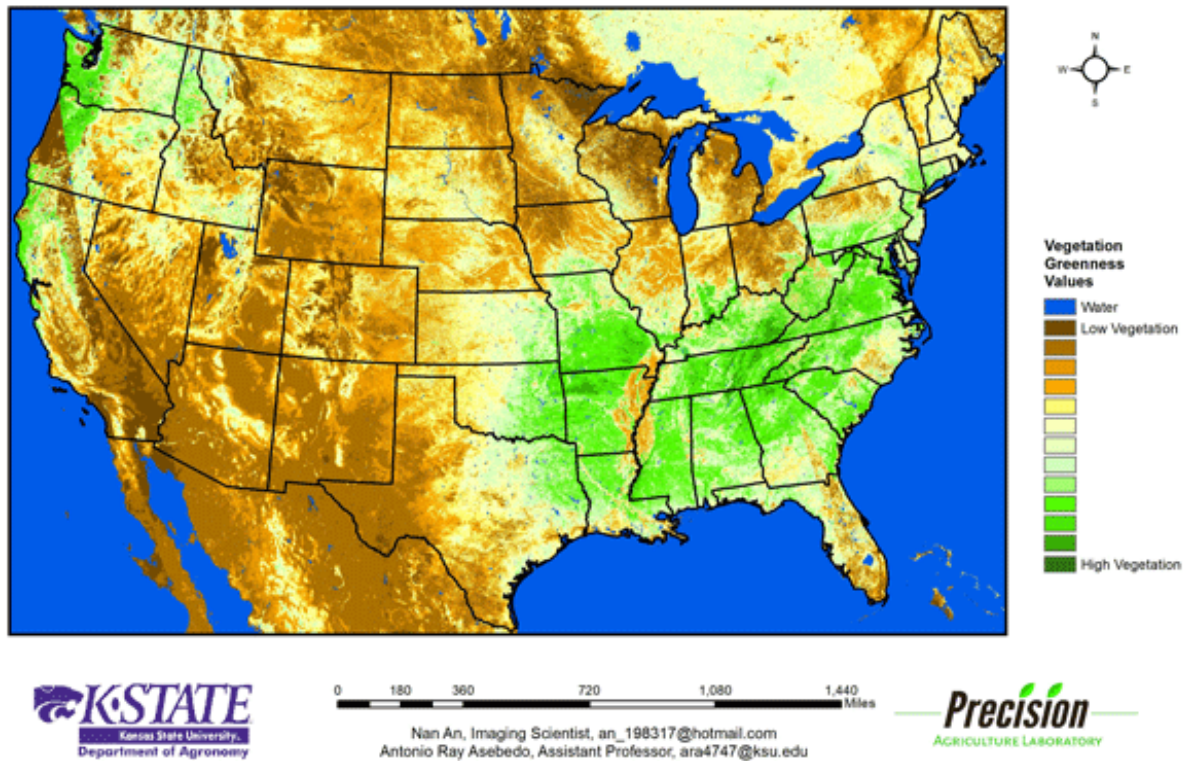 N
W E
S
Vegetation
Greenness
Values
Water
Low Vegetation
High Vegetation
K-STATE
Kansas State University.
Department of Agronomy
0 180 360 720 1,080 1,440
Miles
Nan An, Imaging Scientist, an_198317@hotmail.com
Antonio Ray Asebedo, Assistant Professor, ara4747@ksu.edu
Precision
AGRICULTURE LABORATORY